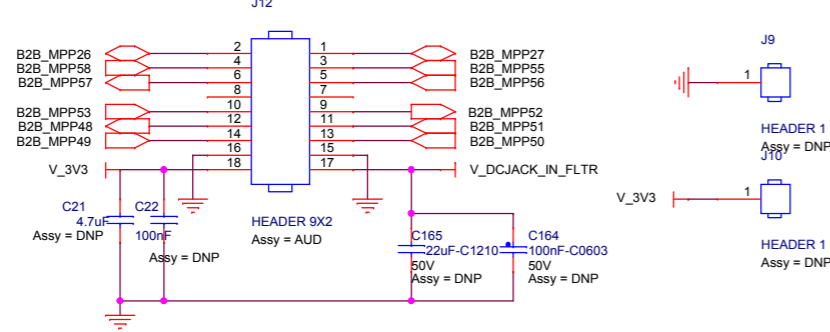 J12
B2B_MPP26 2 1 B2B_MPP27
B2B_MPP58 4 3 B2B_MPP55
B2B_MPP57 6 5 B2B_MPP56
8 7
B2B_MPP53 10 9 B2B_MPP52
B2B_MPP48 12 11 B2B_MPP51
B2B_MPP49 14 13 B2B_MPP50
16 15
V_3V3 18 17 V_DCJACK_IN_FLTR
C21
4.7uF
Assy = DNP
C22
100nF
Assy = DNP
HEADER 9X2
Assy = AUD
C165
22uF-C1210
50V
Assy = DNP
C164
100nF-C0603
50V
Assy = DNP
J9
1
HEADER 1
Assy = DNP
J10
V_3V3 1
HEADER 1
Assy = DNP